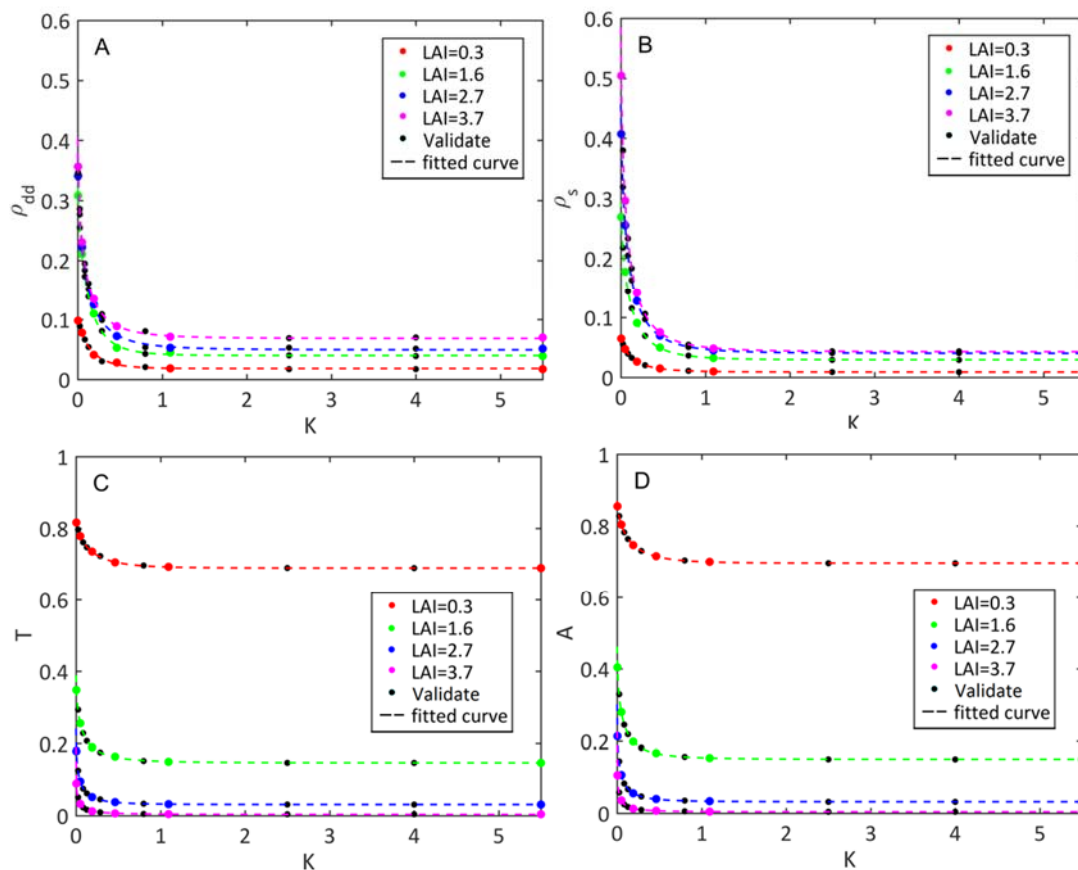 A
0.6
0.5
0.4
0.3
0.2
0.1
0
ρdd
LAI=0.3
LAI=1.6
LAI=2.7
LAI=3.7
Validate
fitted curve
0 1 2 3 4 5
K
B
0.6
0.5
0.4
0.3
0.2
0.1
0
ρs
LAI=0.3
LAI=1.6
LAI=2.7
LAI=3.7
Validate
fitted curve
0 1 2 3 4 5
K
C
1
0.8
0.6
0.4
0.2
0
T
LAI=0.3
LAI=1.6
LAI=2.7
LAI=3.7
Validate
fitted curve
0 1 2 3 4 5
K
D
1
0.8
0.6
0.4
0.2
0
A
LAI=0.3
LAI=1.6
LAI=2.7
LAI=3.7
Validate
fitted curve
0 1 2 3 4 5
K